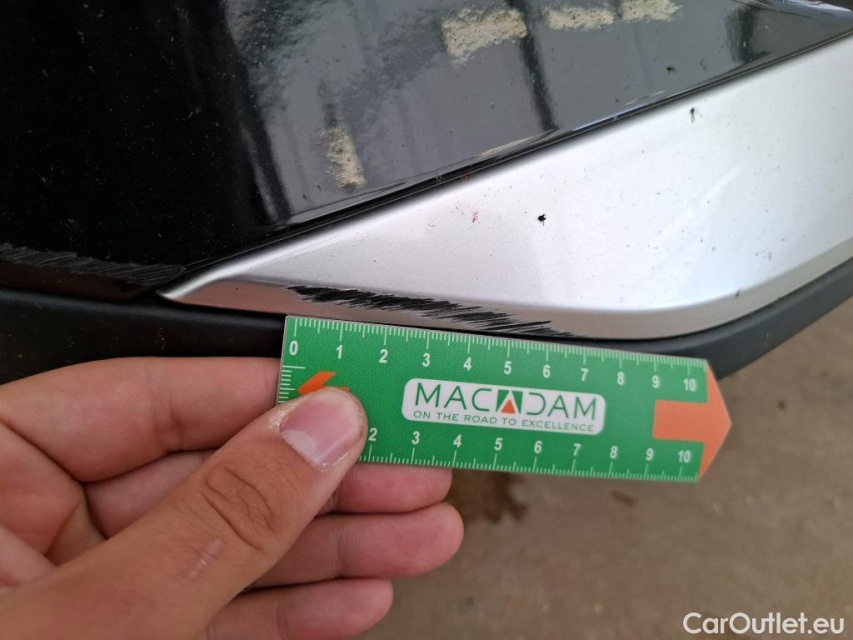 0 1 2 3 4 5 6 7 8 9 10
MACADAM
ON THE ROAD TO EXCELLENCE
2 3 4 5 6 7 8 9 10
CarOutlet.eu